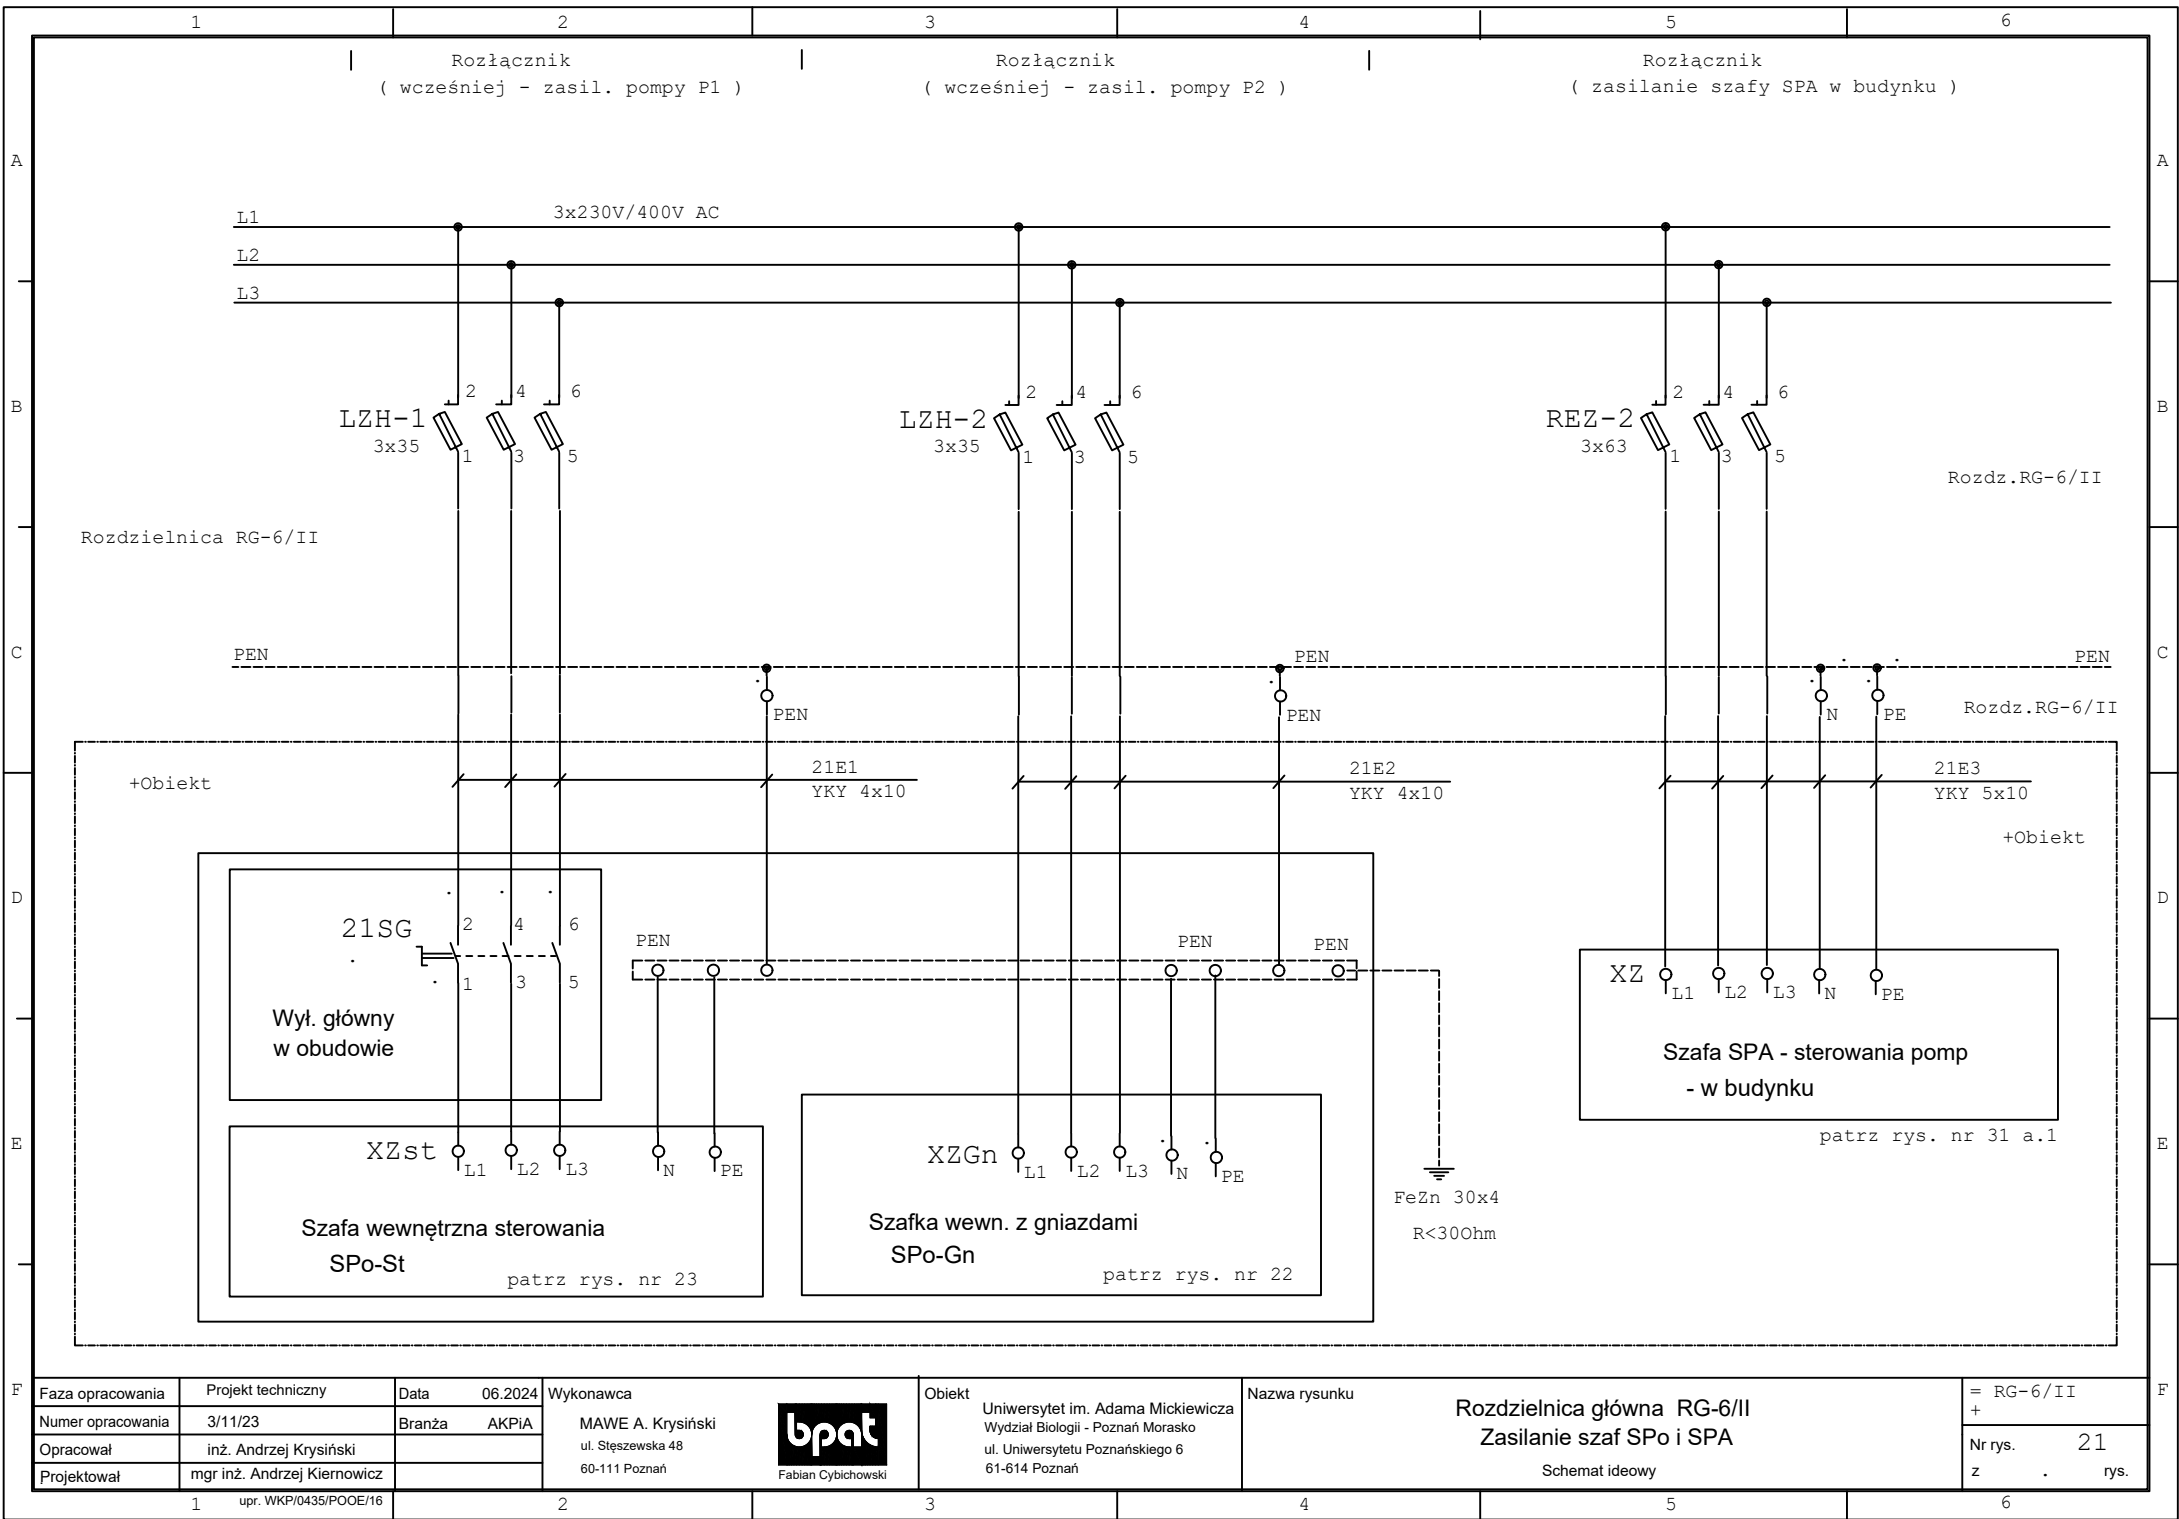 1 2 3 4 5 6
Rozłącznik
( wcześniej - zasil. pompy P1 )
Rozłącznik
( wcześniej - zasil. pompy P2 )
Rozłącznik
( zasilanie szafy SPA w budynku )
A A
L1 3x230V/400V AC
L2
L3
B B
LZH-1
3x35
2 4 6
1 3 5
LZH-2
3x35
2 4 6
1 3 5
REZ-2
3x63
2 4 6
1 3 5
Rozdz.RG-6/II
Rozdzielnica RG-6/II
C C
PEN PEN PEN
PEN PEN N PE
Rozdz.RG-6/II
+Obiekt
21E1
YKY 4x10
21E2
YKY 4x10
21E3
YKY 5x10
+Obiekt
D D
21SG
2 4 6
1 3 5
Wył. główny
w obudowie
PEN PEN PEN
XZ L1 L2 L3 N PE
Szafa SPA - sterowania pomp
- w budynku
patrz rys. nr 31 a.1
E E
XZst L1 L2 L3 N PE
Szafa wewnętrzna sterowania
SPo-St
patrz rys. nr 23
XZGn L1 L2 L3 N PE
Szafka wewn. z gniazdami
SPo-Gn
patrz rys. nr 22
FeZn 30x4
R<30Ohm
F F
Faza opracowania Projekt techniczny
Numer opracowania 3/11/23
Opracował inż. Andrzej Krysiński
Projektował mgr inż. Andrzej Kiernowicz
upr. WKP/0435/POOE/16
Data 06.2024
Branża AKPiA
Wykonawca
MAWE A. Krysiński
ul. Stęszewska 48
60-111 Poznań
bpat
Fabian Cybichowski
Obiekt
Uniwersytet im. Adama Mickiewicza
Wydział Biologii - Poznań Morasko
ul. Uniwersytetu Poznańskiego 6
61-614 Poznań
Nazwa rysunku
Rozdzielnica główna RG-6/II
Zasilanie szaf SPo i SPA
Schemat ideowy
= RG-6/II
+
Nr rys. 21
z . rys.
1 2 3 4 5 6